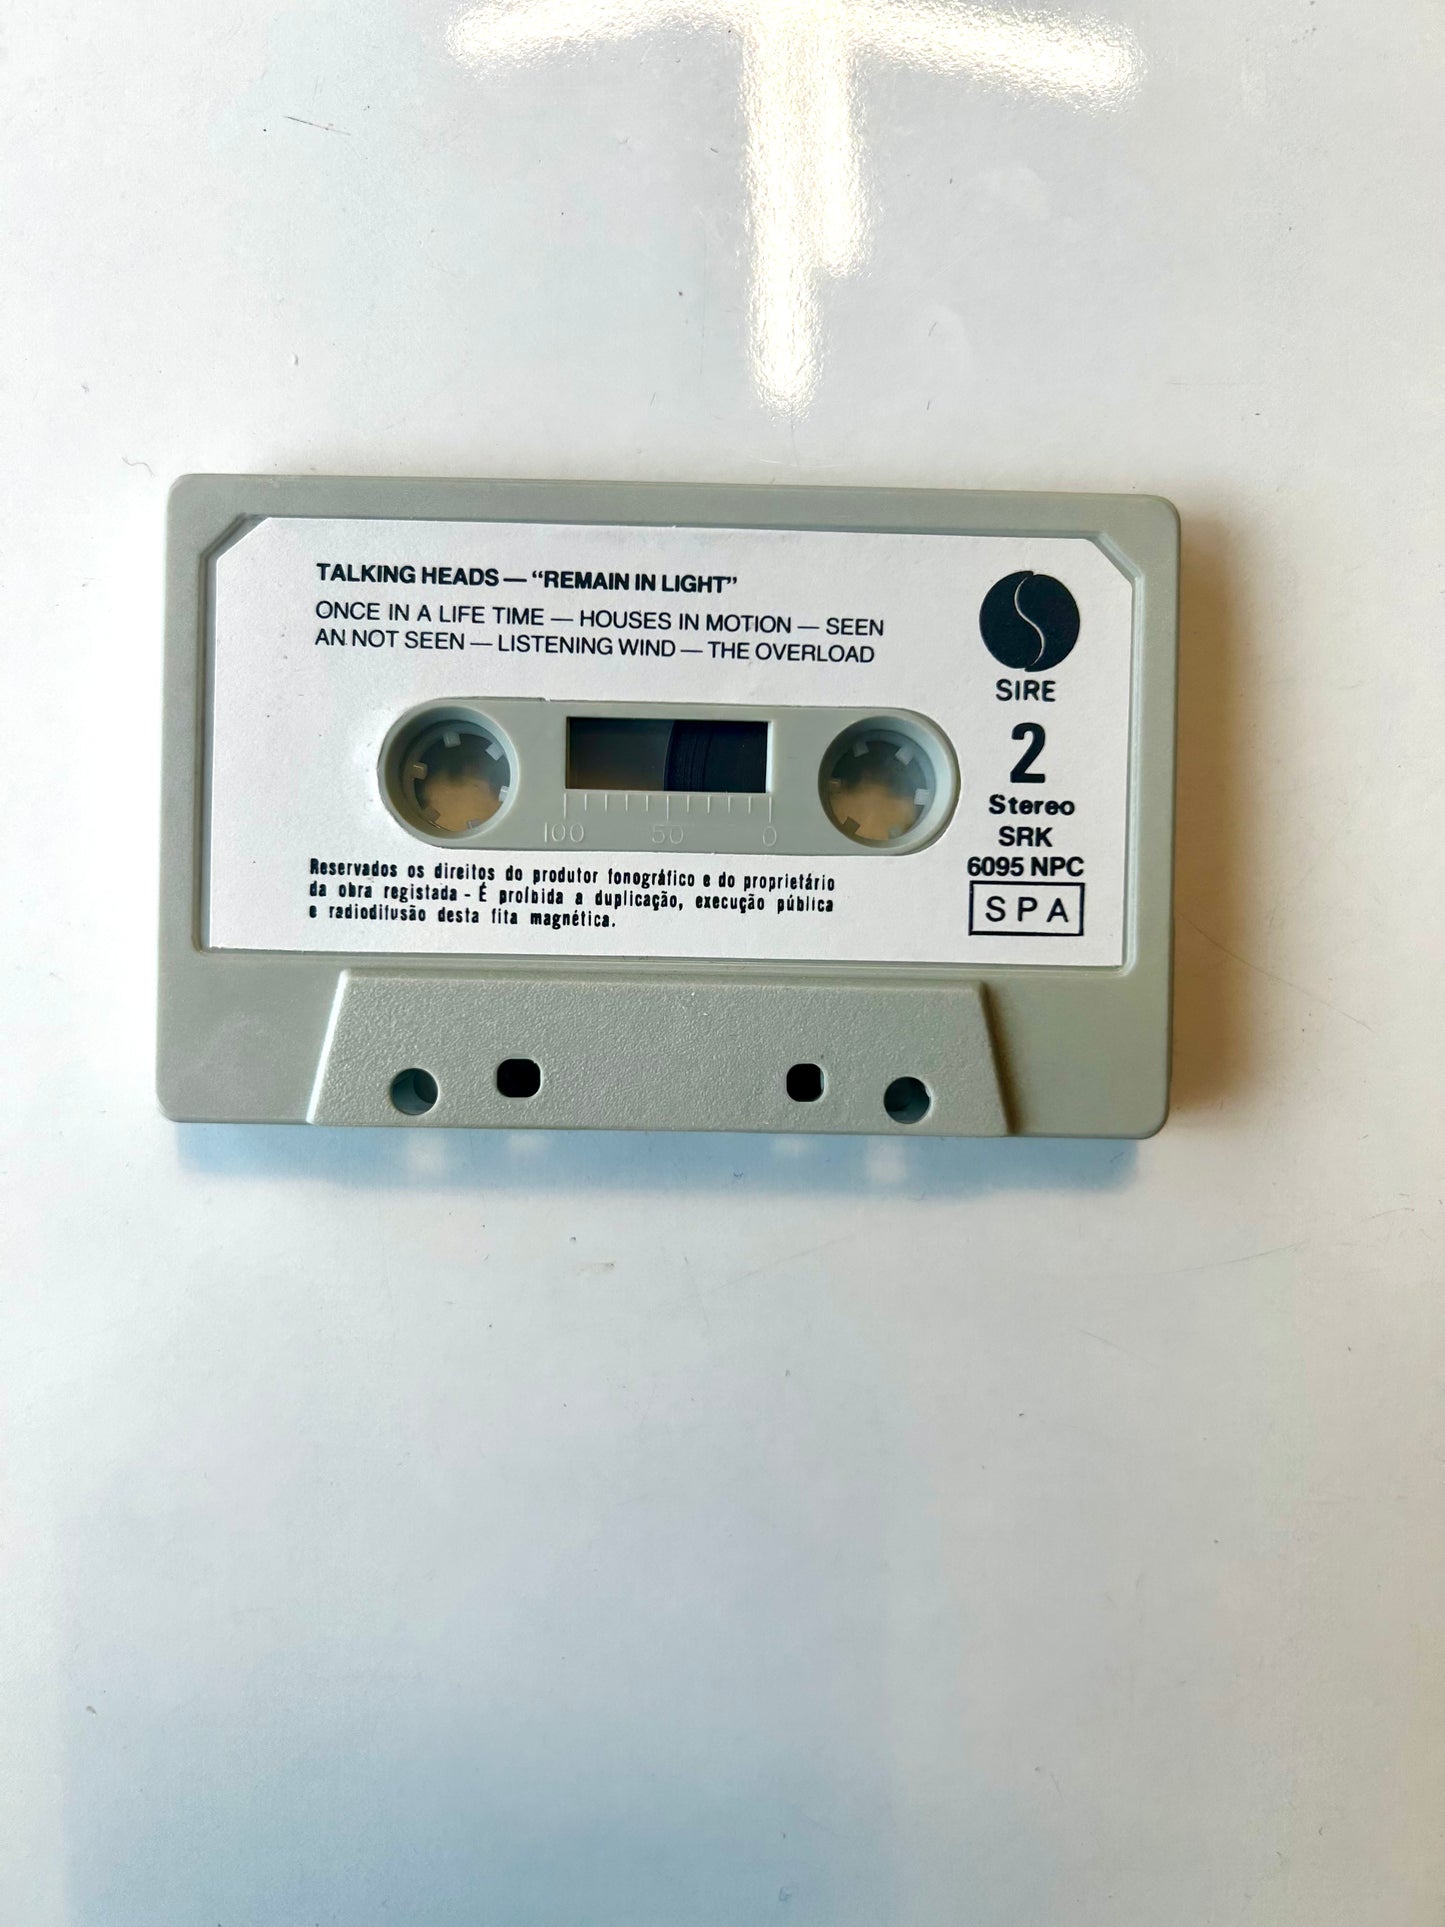 TALKING HEADS — “REMAIN IN LIGHT”
ONCE IN A LIFE TIME — HOUSES IN MOTION — SEEN
AN NOT SEEN — LISTENING WIND — THE OVERLOAD
SIRE
2
Stereo
SRK
6095 NPC
SPA
100 50 0
Reservados os direitos do produtor fonográfico e do proprietário
da obra registada - É proíbida a duplicação, execução pública
e radiodifusão desta fita magnética.